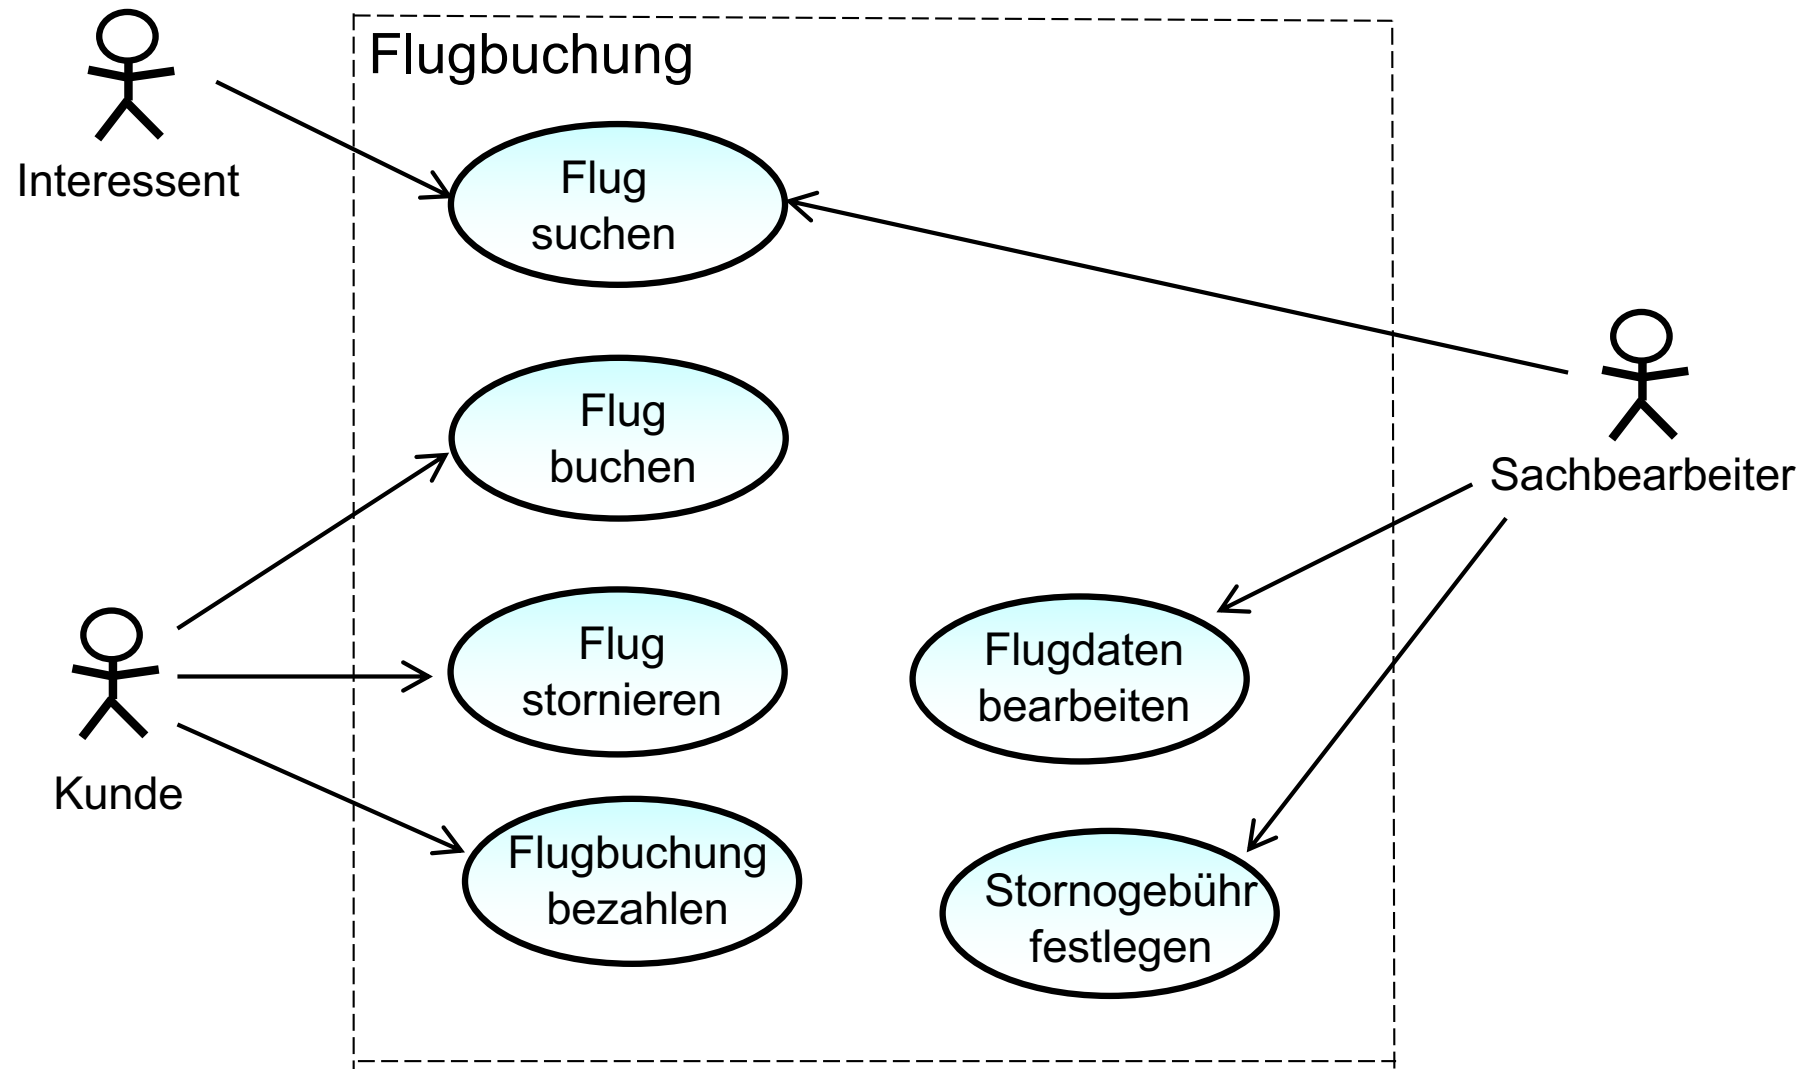 Flugbuchung
Interessent
Flug
suchen
Flug
buchen
Sachbearbeiter
Flug
stornieren
Flugdaten
bearbeiten
Kunde
Flugbuchung
bezahlen
Stornogebühr
festlegen